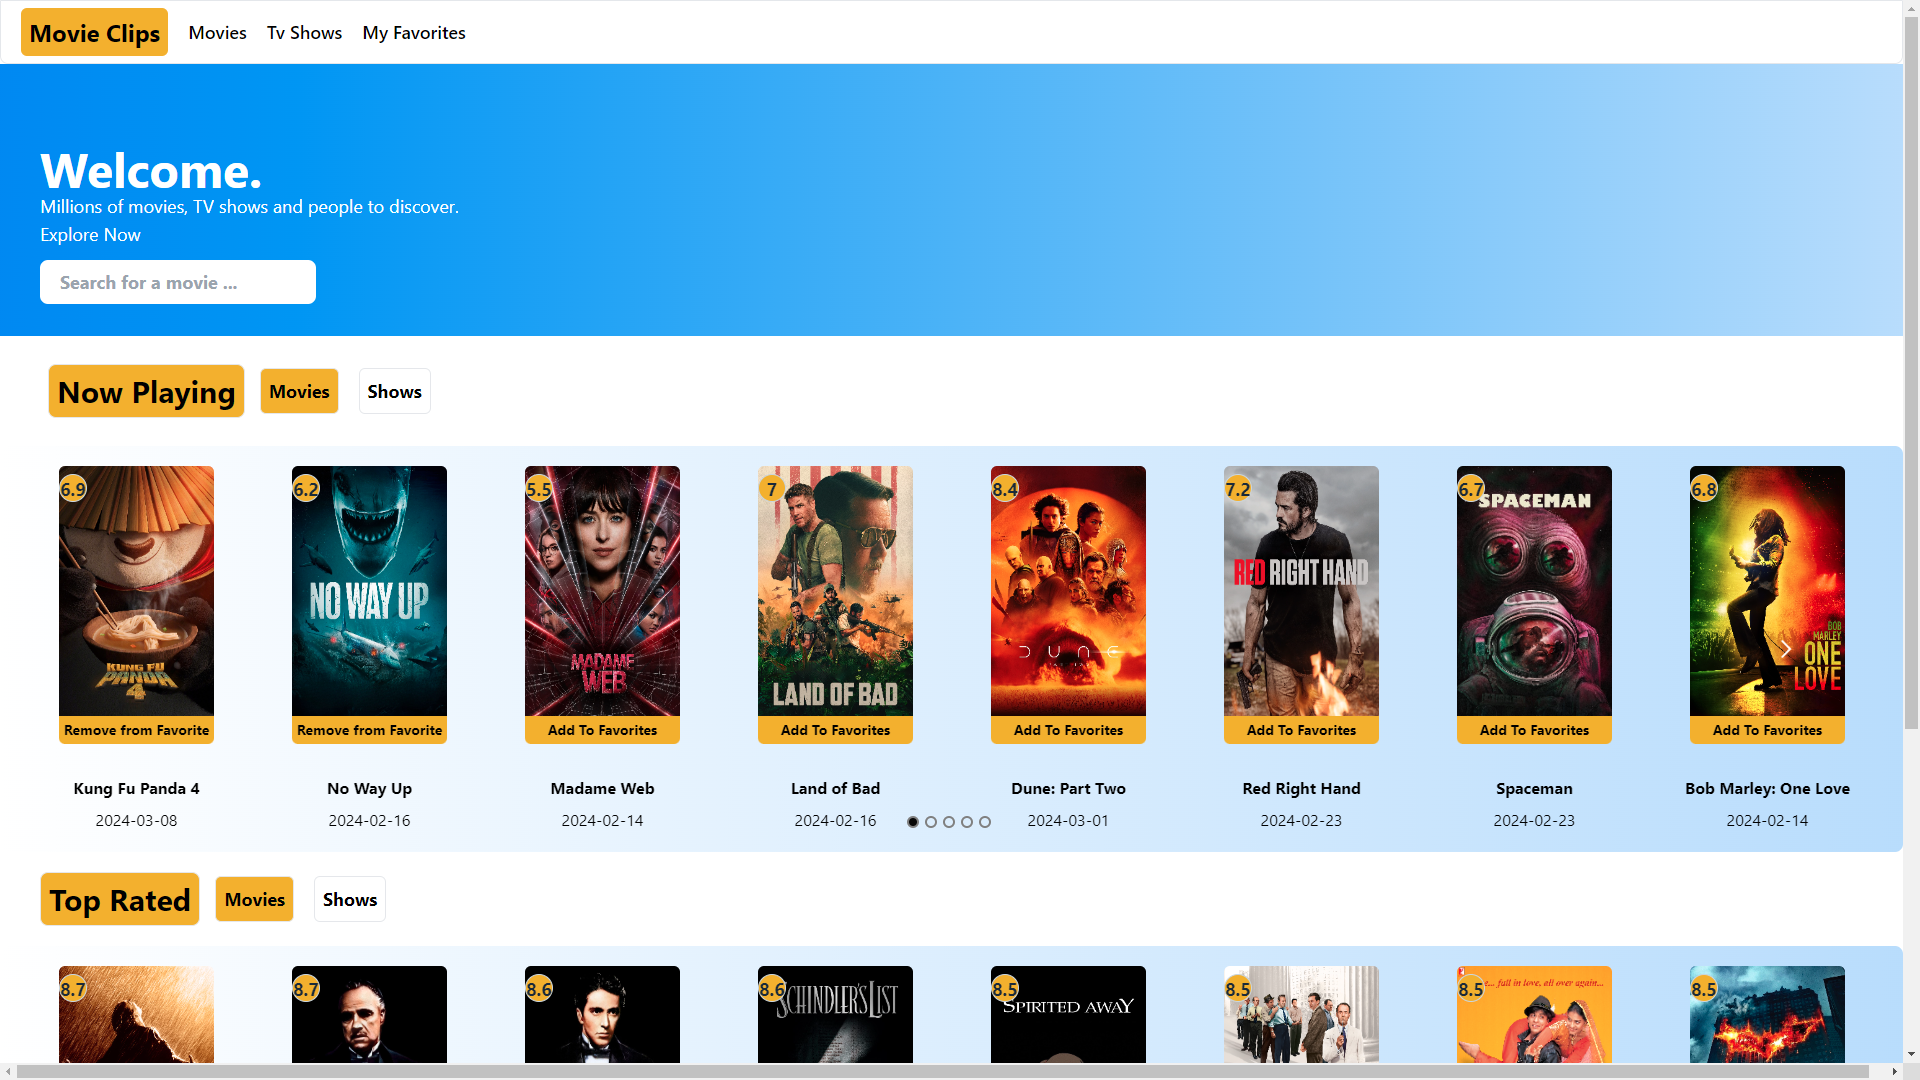 Movie Clips Movies Tv Shows My Favorites
Welcome.
Millions of movies, TV shows and people to discover.
Explore Now
Search for a movie ...
Now Playing Movies Shows
6.9 6.2 5.5 7 8.4 7.2 6.7 6.8
SPACEMAN
RED RIGHT HAND
NO WAY UP
BOB
MARLEY
ONE
LOVE
DUNE
KUNG FU
PANDA
4
MADAME
WEB
LAND OF BAD
Remove from Favorite Remove from Favorite Add To Favorites Add To Favorites Add To Favorites Add To Favorites Add To Favorites Add To Favorites
Kung Fu Panda 4 No Way Up Madame Web Land of Bad Dune: Part Two Red Right Hand Spaceman Bob Marley: One Love
2024-03-08 2024-02-16 2024-02-14 2024-02-16 2024-03-01 2024-02-23 2024-02-23 2024-02-14
Top Rated Movies Shows
8.7 8.7 8.6 8.6 8.5 8.5 8.5 8.5
e... fall in love, all over again...
SCHINDLER'S LIST
SPIRITED AWAY